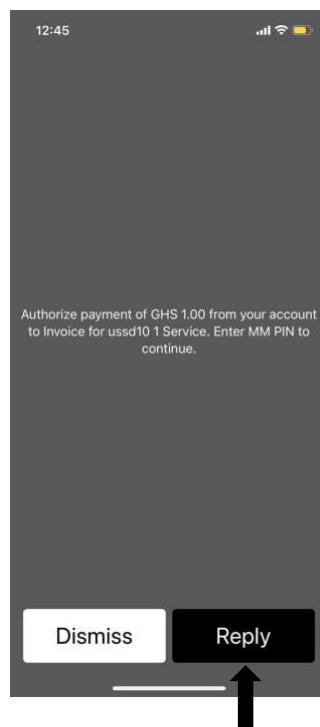 12:45
Authorize payment of GHS 1.00 from your account
to Invoice for ussd10 1 Service. Enter MM PIN to
continue.
Dismiss
Reply